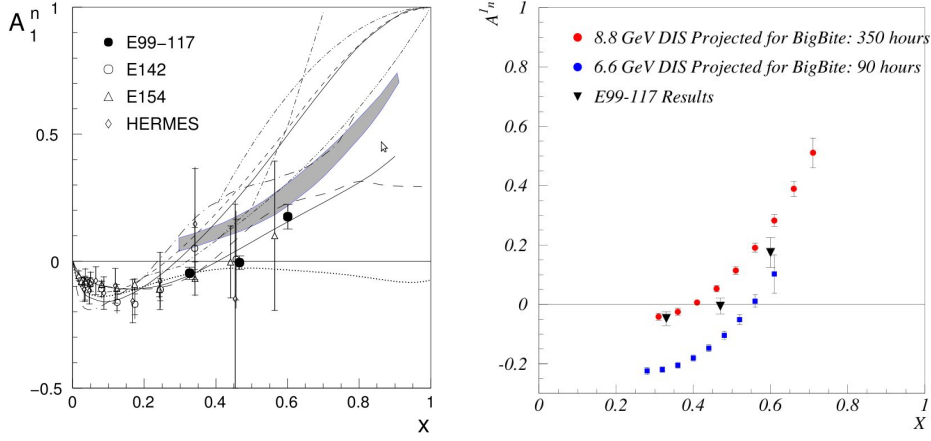 A₁ⁿ
E99−117
E142
E154
HERMES
1
0.5
0
−0.5
0 0.2 0.4 0.6 0.8 1
x
A¹ₙ
8.8 GeV DIS Projected for BigBite: 350 hours
6.6 GeV DIS Projected for BigBite: 90 hours
E99-117 Results
1
0.8
0.6
0.4
0.2
0
-0.2
0 0.2 0.4 0.6 0.8 1
X